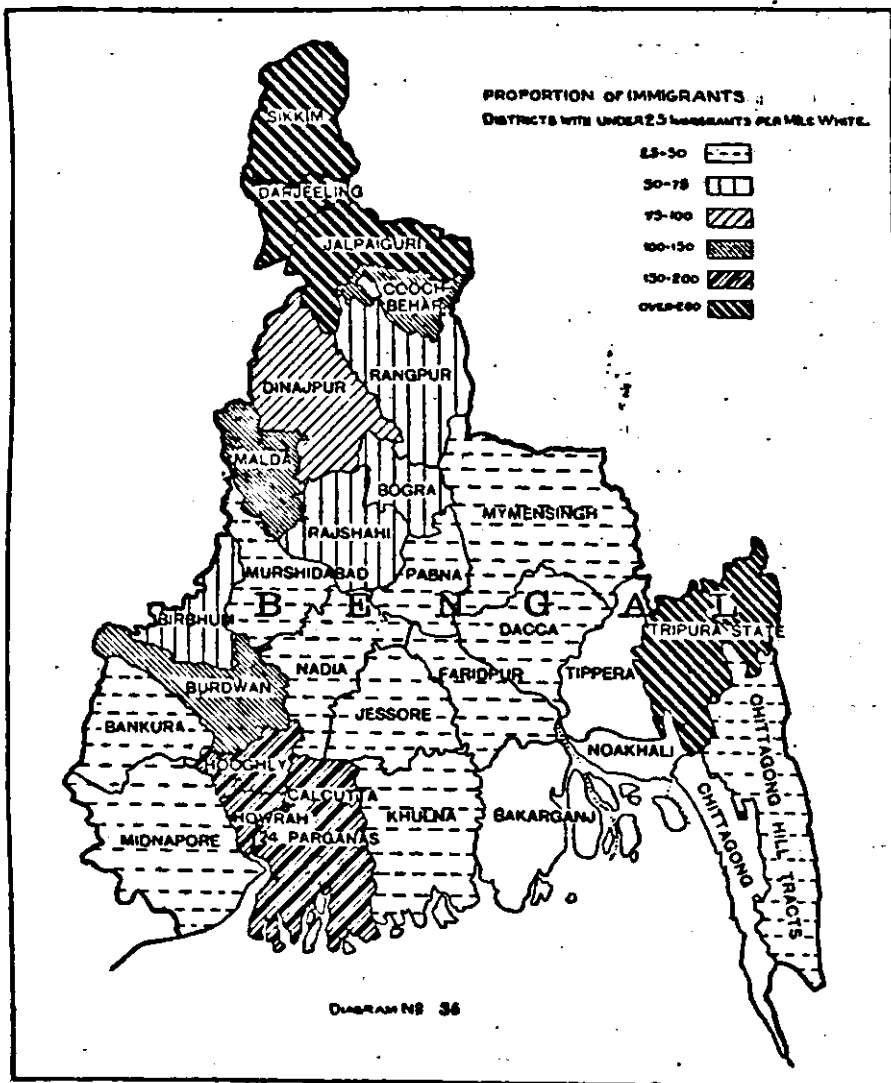 PROPORTION OF IMMIGRANTS
DISTRICTS WITH UNDER 25 IMMIGRANTS PER MILE WHITE.
25-50
50-75
75-100
100-150
150-200
OVER-200
SIKKIM
DARJEELING
JALPAIGURI
COOCH
BEHAR
DINAJPUR
RANGPUR
MALDA
BOGRA
MYMENSINGH
RAJSHAHI
MURSHIDABAD
PABNA
BENGAL
BIRBHUM
DACCA
TRIPURA STATE
NADIA
FARIDPUR
TIPPERA
BURDWAN
JESSORE
BANKURA
NOAKHALI
CHITTAGONG HILL TRACTS
HOOGHLY
CALCUTTA
HOWRAH
KHULNA
BAKARGANJ
CHITTAGONG
MIDNAPORE
24 PARGANAS
DIAGRAM NO 36